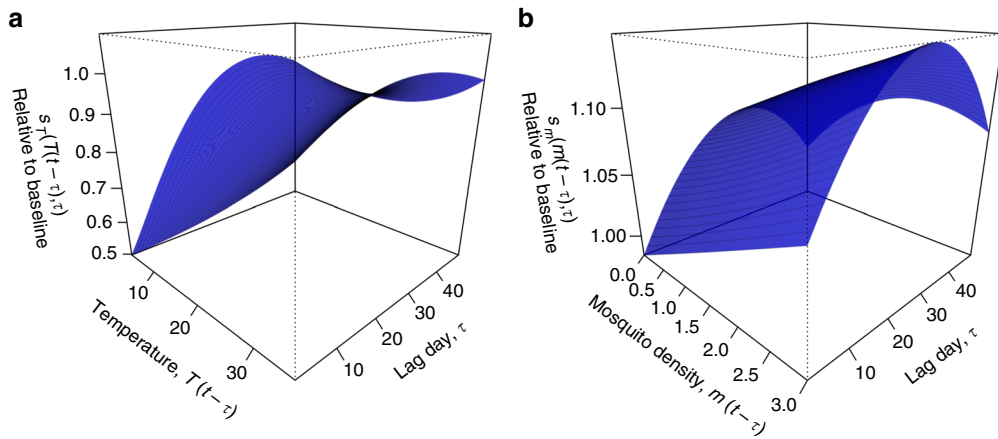 a
1.0
0.9
0.7
0.6
0.5
s_T(T(t−τ),τ)
Relative to baseline
10
20
30
Temperature, T (t−τ)
10
20
30
40
Lag day, τ
b
1.10
1.05
1.00
s_m(m(t−τ),τ)
Relative to baseline
0.0
0.5
1.0
1.5
2.0
2.5
3.0
Mosquito density, m (t−τ)
10
20
30
40
Lag day, τ